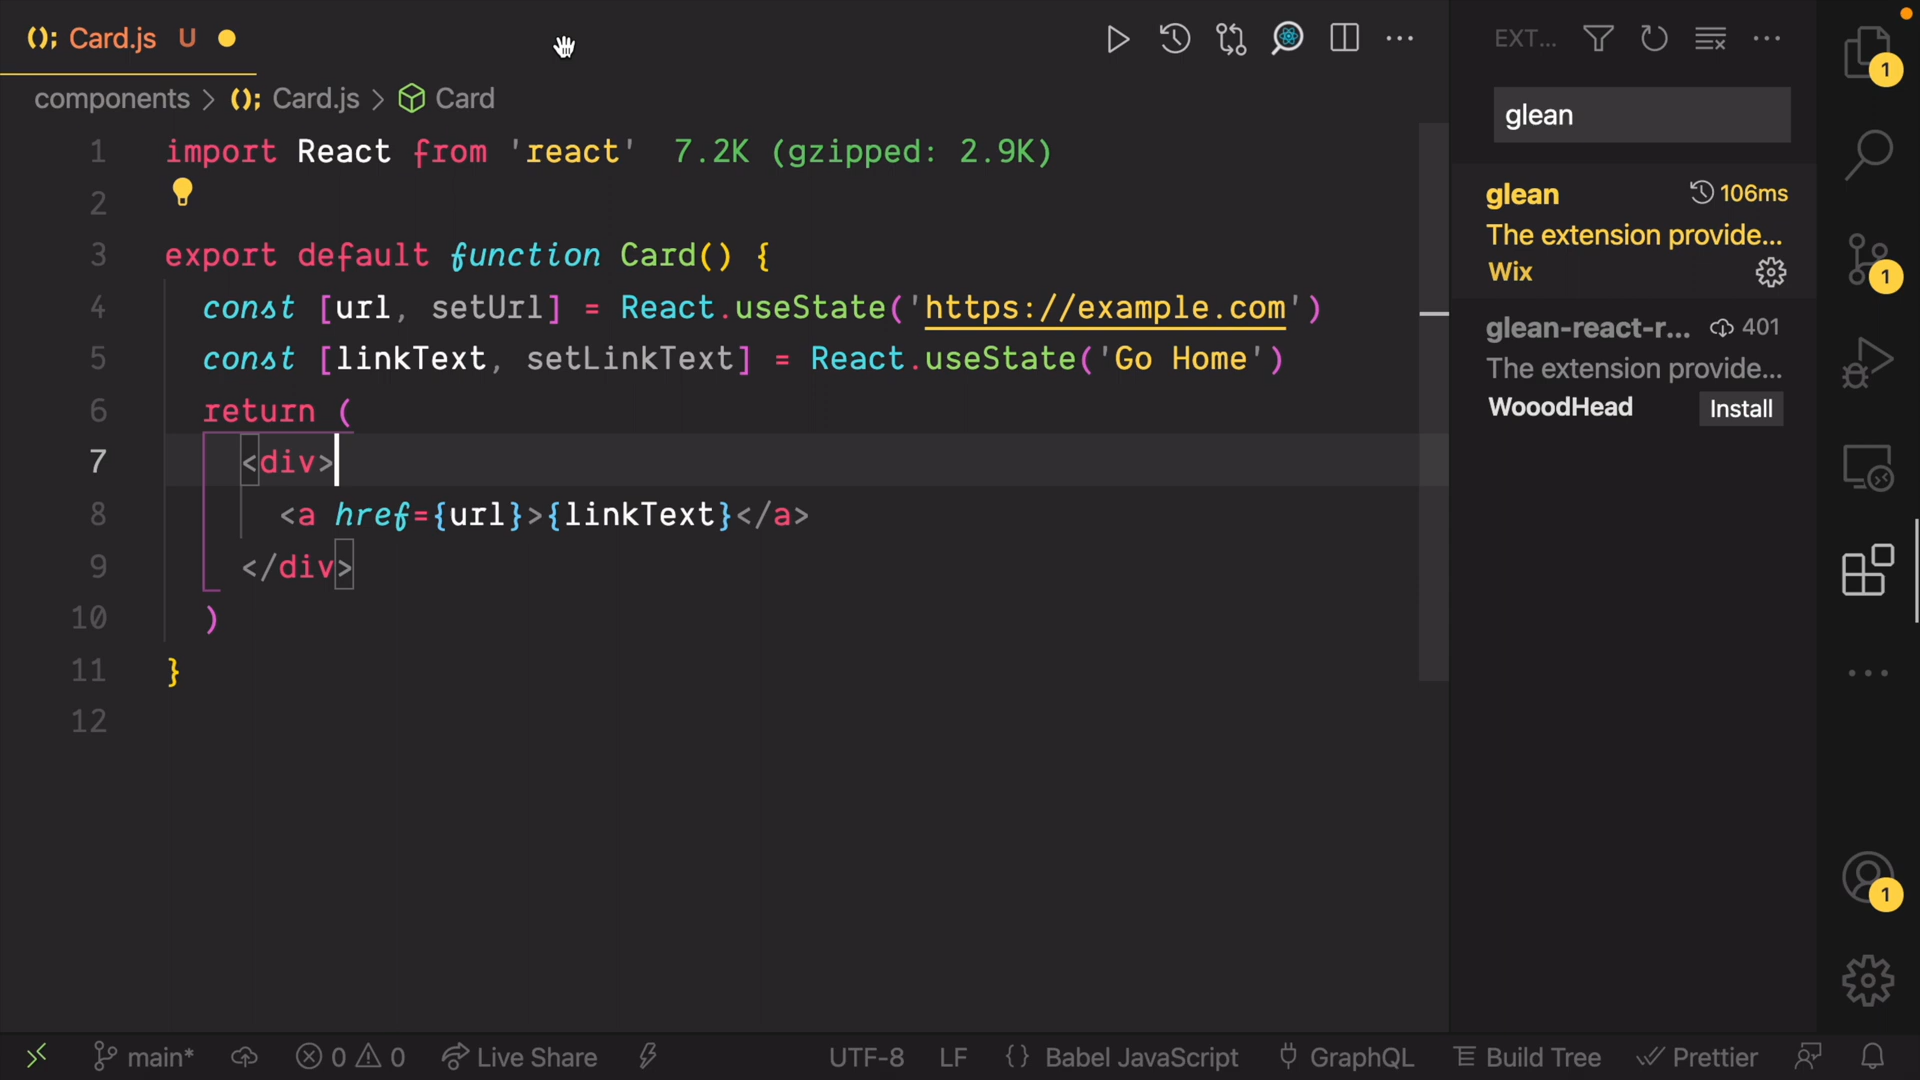 (); Card.js U
components > (); Card.js > Card
1 import React from 'react' 7.2K (gzipped: 2.9K)
2
3 export default function Card() {
4 const [url, setUrl] = React.useState('https://example.com')
5 const [linkText, setLinkText] = React.useState('Go Home')
6 return (
7 <div>
8 <a href={url}>{linkText}</a>
9 </div>
10 )
11 }
12
EXT...
glean
glean 106ms
The extension provide...
Wix
glean-react-r... 401
The extension provide...
WooodHead Install
1
1
1
main* 0 0 Live Share UTF-8 LF {} Babel JavaScript GraphQL Build Tree Prettier